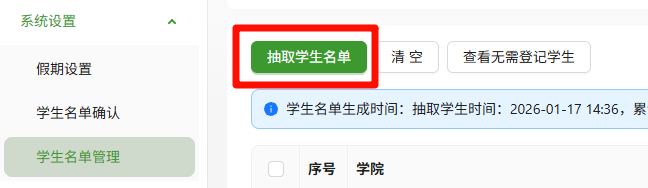 系统设置
假期设置
学生名单确认
学生名单管理
抽取学生名单
清 空
查看无需登记学生
学生名单生成时间：抽取学生时间：2026-01-17 14:36，累
序号
学院